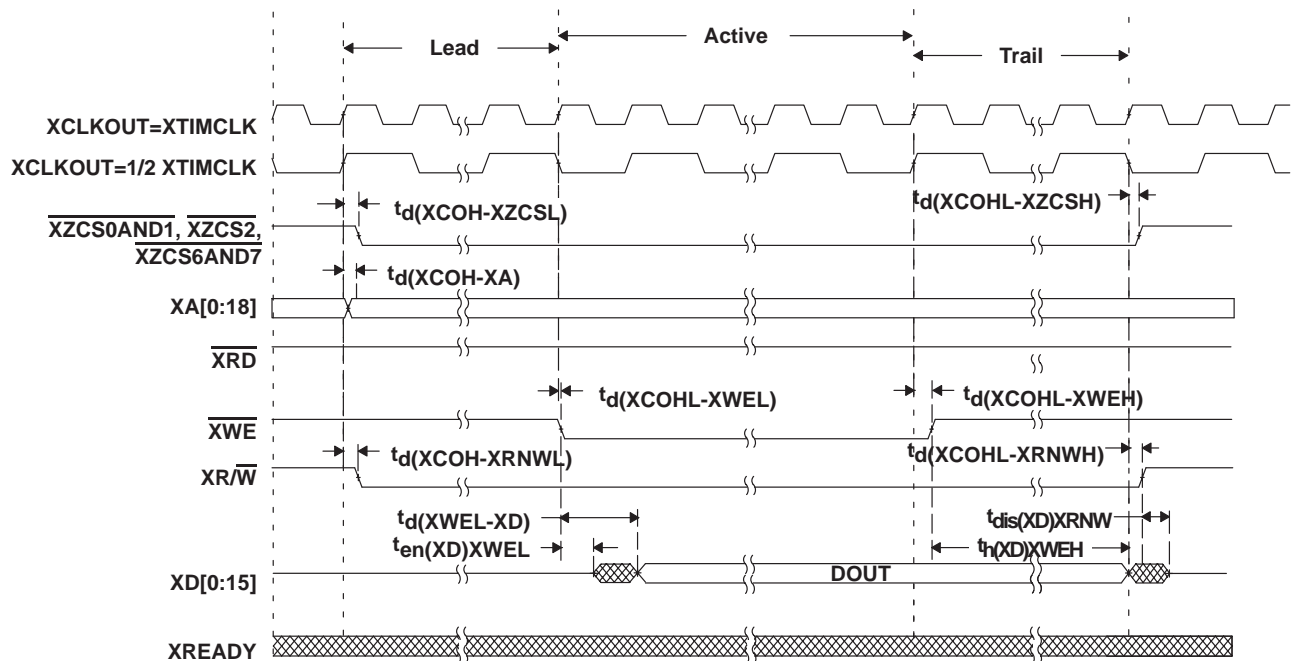 Lead
Active
Trail
XCLKOUT=XTIMCLK
XCLKOUT=1/2 XTIMCLK
td(XCOH-XZCSL)
td(XCOHL-XZCSH)
XZCS0AND1, XZCS2,
XZCS6AND7
td(XCOH-XA)
XA[0:18]
XRD
td(XCOHL-XWEL)
td(XCOHL-XWEH)
XWE
td(XCOH-XRNWL)
td(XCOHL-XRNWH)
XR/W
td(XWEL-XD)
tdis(XD)XRNW
ten(XD)XWEL
th(XD)XWEH
XD[0:15]
DOUT
XREADY